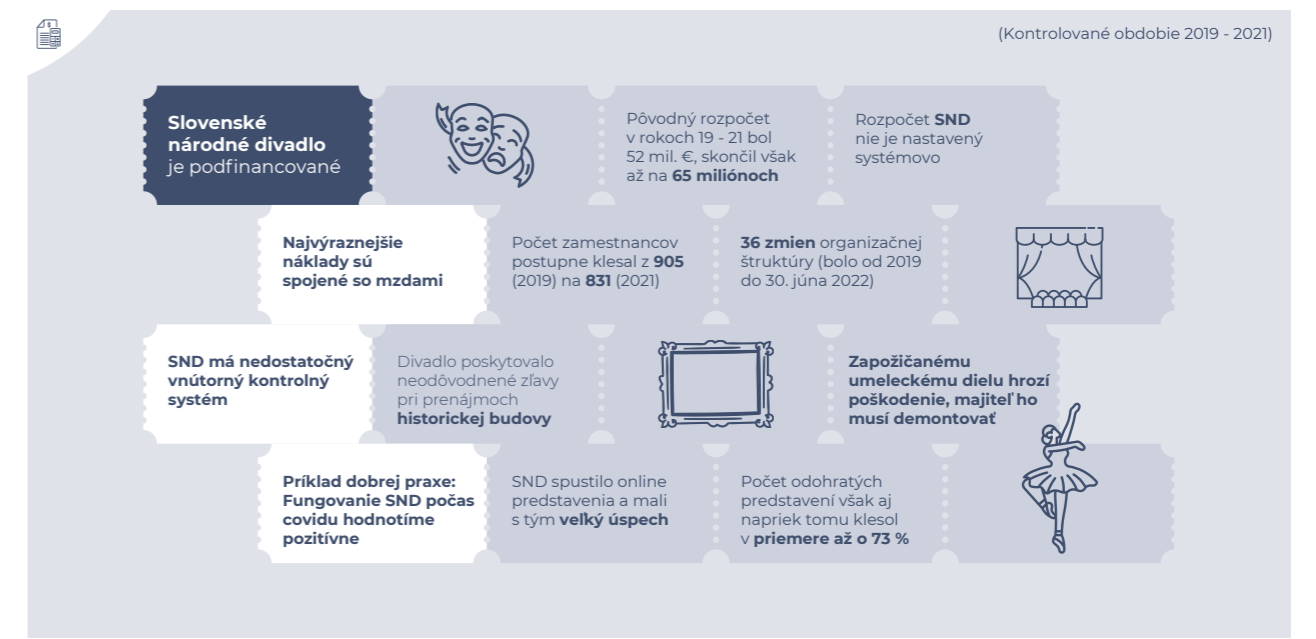 (Kontrolované obdobie 2019 - 2021)
Slovenské
národné divadlo
je podfinancované
Pôvodný rozpočet
v rokoch 19 - 21 bol
52 mil. €, skončil však
až na 65 miliónoch
Rozpočet SND
nie je nastavený
systémovo
Najvýraznejšie
náklady sú
spojené so mzdami
Počet zamestnancov
postupne klesal z 905
(2019) na 831 (2021)
36 zmien organizačnej
štruktúry (bolo od 2019
do 30. júna 2022)
SND má nedostatočný
vnútorný kontrolný
systém
Divadlo poskytovalo
neodôvodnené zľavy
pri prenájmoch
historickej budovy
Zapožičanému
umeleckému dielu hrozí
poškodenie, majiteľ ho
musí demontovať
Príklad dobrej praxe:
Fungovanie SND počas
covidu hodnotíme
pozitívne
SND spustilo online
predstavenia a mali
s tým veľký úspech
Počet odohratých
predstavení však aj
napriek tomu klesol
v priemere až o 73 %